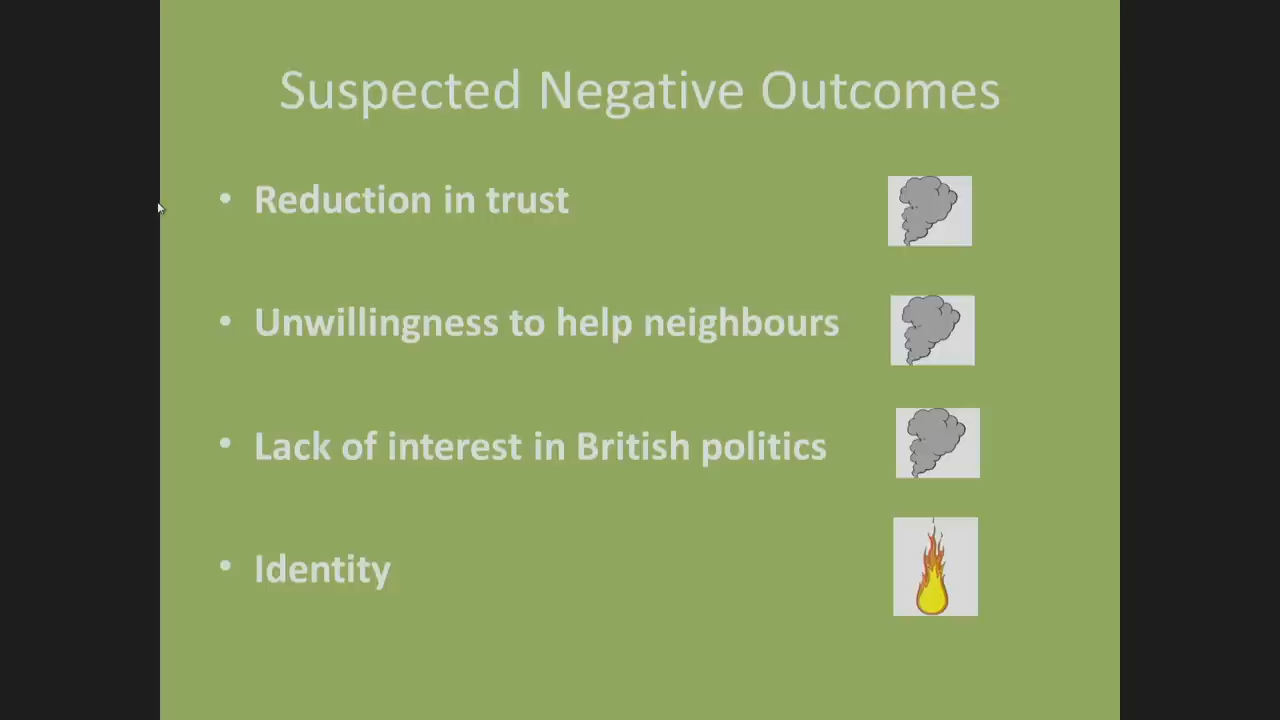 Suspected Negative Outcomes
• Reduction in trust
• Unwillingness to help neighbours
• Lack of interest in British politics
• Identity